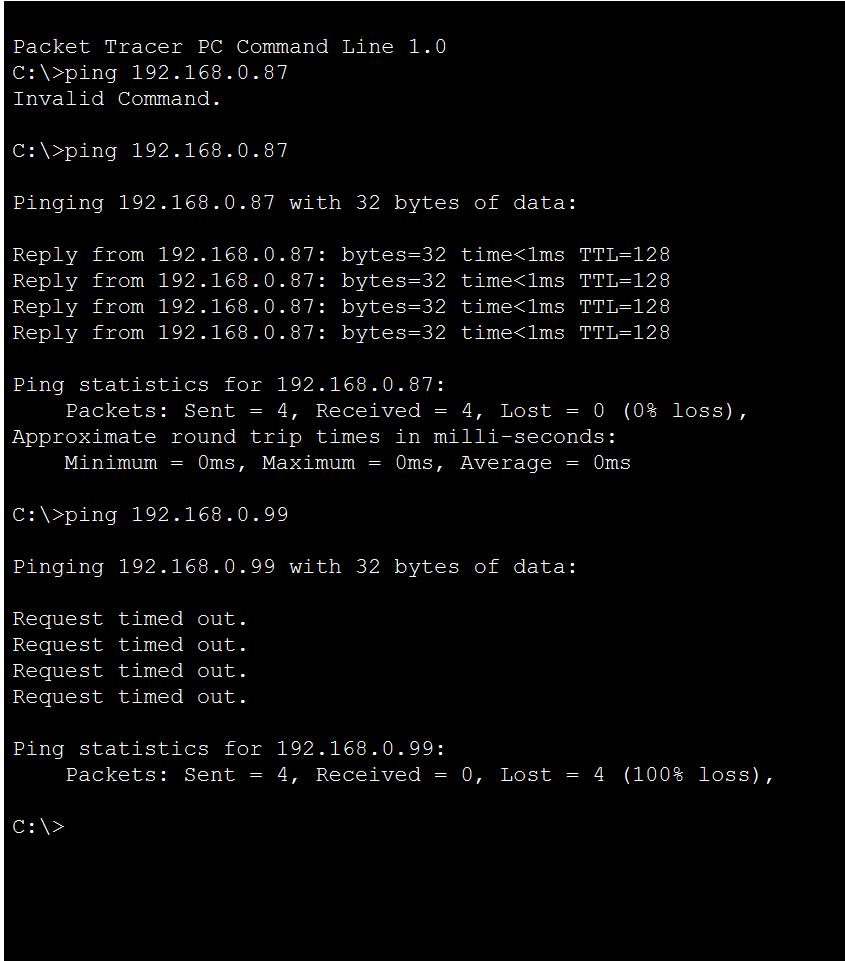 Packet Tracer PC Command Line 1.0
C:\>ping 192.168.0.87
Invalid Command.
C:\>ping 192.168.0.87
Pinging 192.168.0.87 with 32 bytes of data:
Reply from 192.168.0.87: bytes=32 time<1ms TTL=128
Reply from 192.168.0.87: bytes=32 time<1ms TTL=128
Reply from 192.168.0.87: bytes=32 time<1ms TTL=128
Reply from 192.168.0.87: bytes=32 time<1ms TTL=128
Ping statistics for 192.168.0.87:
    Packets: Sent = 4, Received = 4, Lost = 0 (0% loss),
Approximate round trip times in milli-seconds:
    Minimum = 0ms, Maximum = 0ms, Average = 0ms
C:\>ping 192.168.0.99
Pinging 192.168.0.99 with 32 bytes of data:
Request timed out.
Request timed out.
Request timed out.
Request timed out.
Ping statistics for 192.168.0.99:
    Packets: Sent = 4, Received = 0, Lost = 4 (100% loss),
C:\>